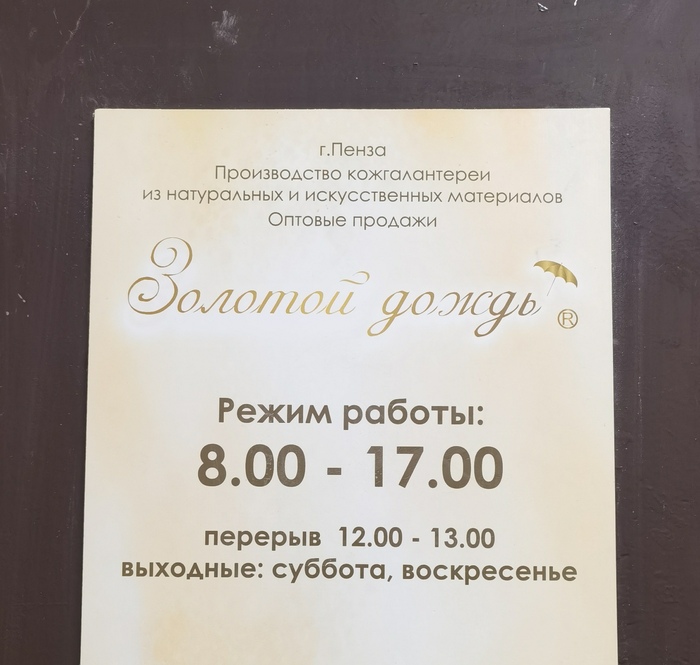 г.Пенза
Производство кожгалантереи
из натуральных и искусственных материалов
Оптовые продажи
Золотой дождь ®
Режим работы:
8.00 - 17.00
перерыв 12.00 - 13.00
выходные: суббота, воскресенье